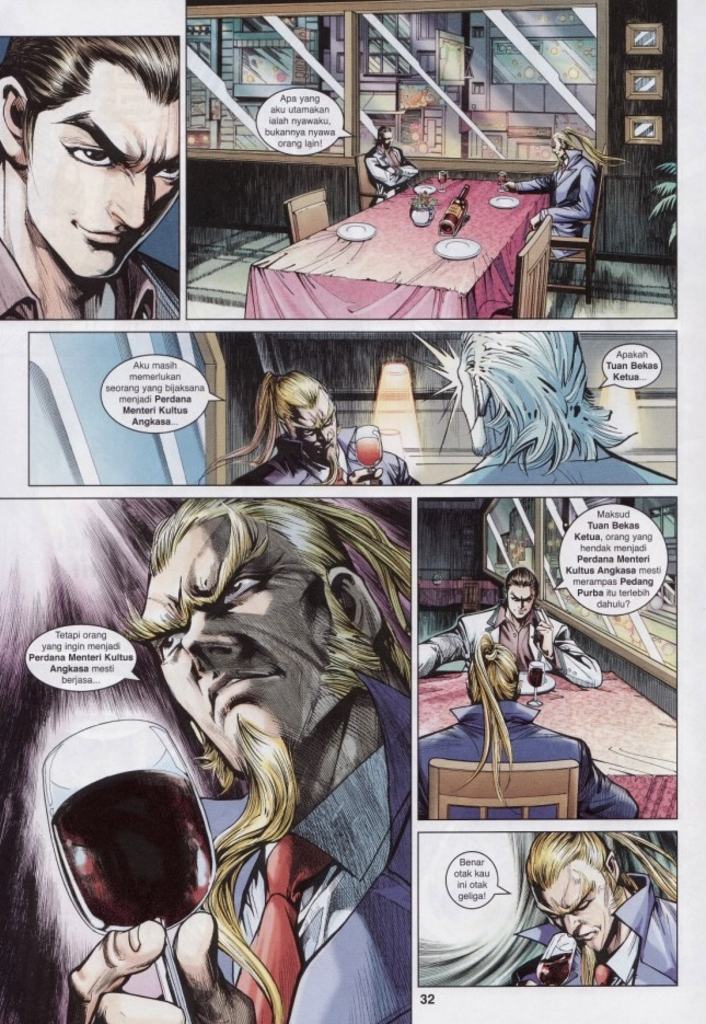 Apa yang
aku utamakan
ialah nyawaku,
bukannya nyawa
orang lain!
Aku masih
memerlukan
seorang yang bijaksana
menjadi Perdana
Menteri Kultus
Angkasa...
Apakah
Tuan Bekas
Ketua...
Tetapi orang
yang ingin menjadi
Perdana Menteri Kultus
Angkasa mesti
berjasa...
Maksud
Tuan Bekas
Ketua, orang yang
hendak menjadi
Perdana Menteri
Kultus Angkasa mesti
merampas Pedang
Purba itu terlebih
dahulu?
Benar
otak kau
ini otak
geliga!
32